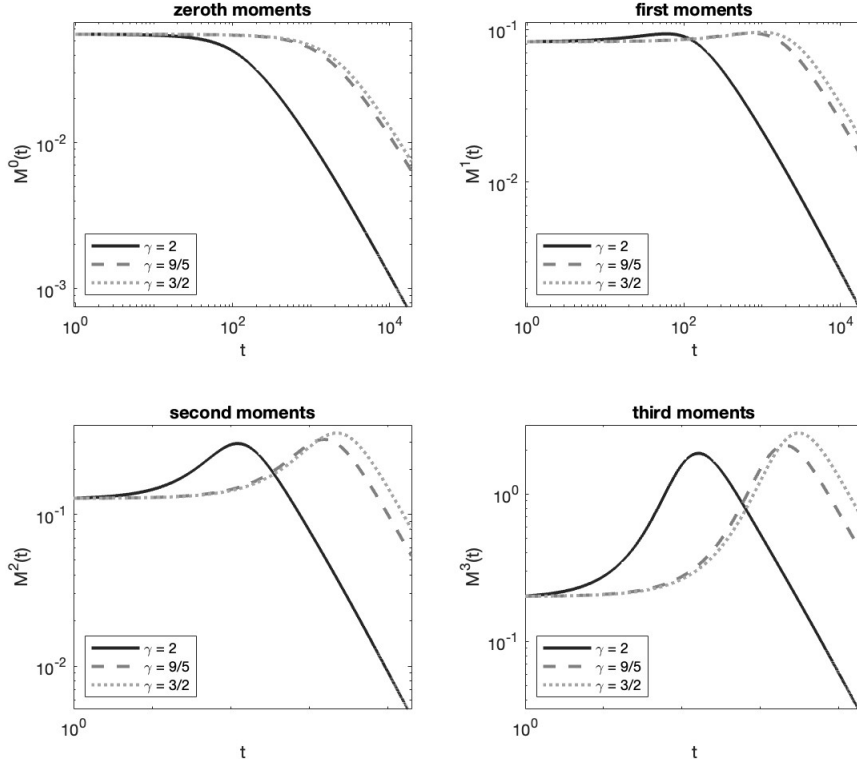 zeroth moments
M^0(t)
10^-2
10^-3
γ = 2
γ = 9/5
γ = 3/2
10^0
10^2
10^4
t
first moments
M^1(t)
10^-1
10^-2
γ = 2
γ = 9/5
γ = 3/2
10^0
10^2
10^4
t
second moments
M^2(t)
10^-1
10^-2
γ = 2
γ = 9/5
γ = 3/2
10^0
t
third moments
M^3(t)
10^0
10^-1
γ = 2
γ = 9/5
γ = 3/2
10^0
t